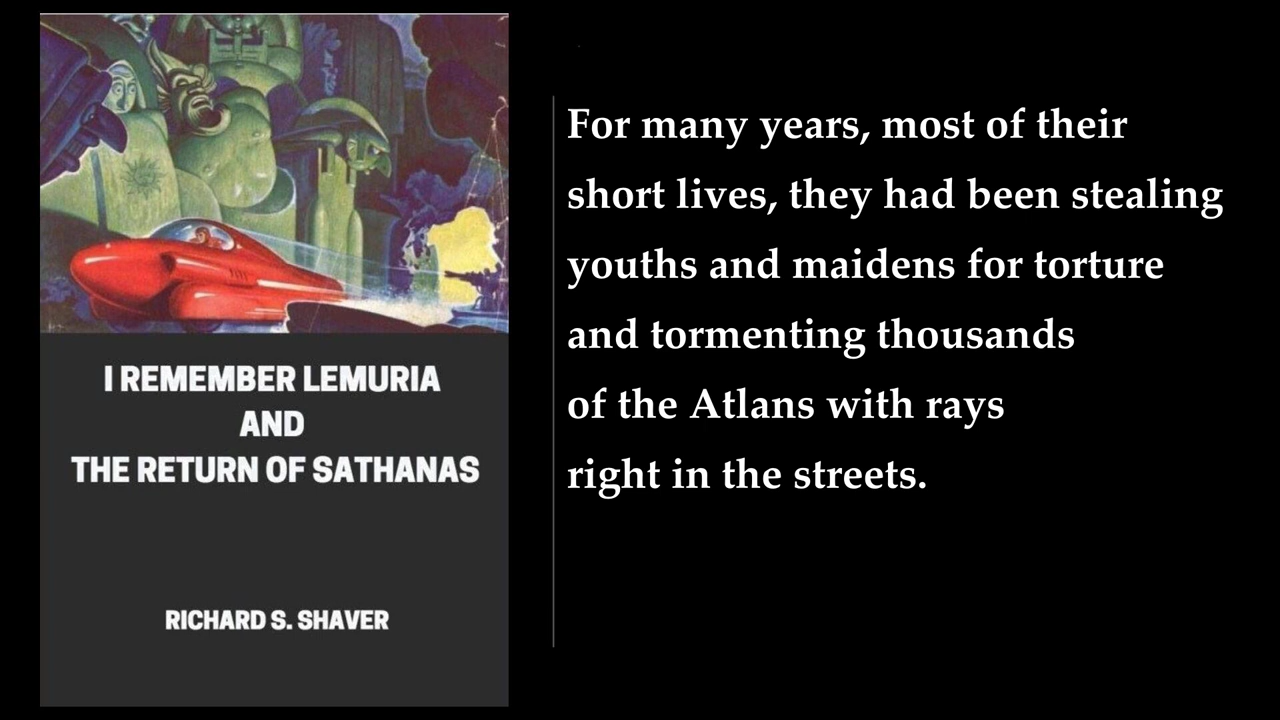 I REMEMBER LEMURIA
AND
THE RETURN OF SATHANAS
RICHARD S. SHAVER
For many years, most of their
short lives, they had been stealing
youths and maidens for torture
and tormenting thousands
of the Atlans with rays
right in the streets.